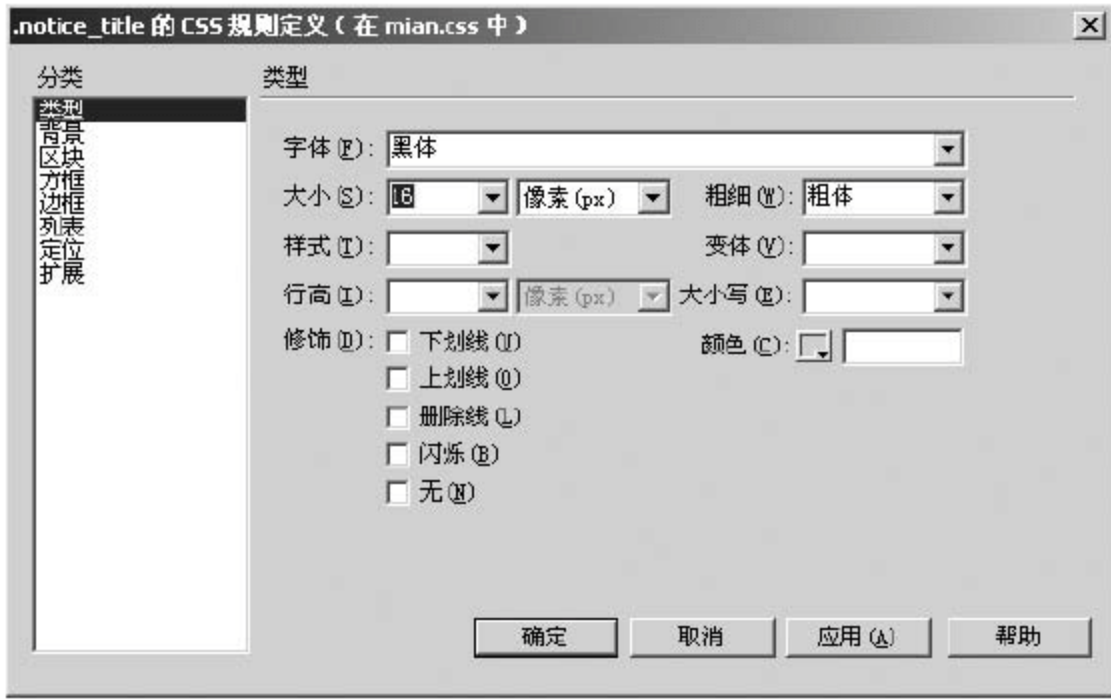 .notice_title 的 CSS 规则定义（在 mian.css 中）
分类
类型
背景
区块
方框
边框
列表
定位
扩展
类型
字体(F): 黑体
大小(S): 16 像素(px) 粗细(W): 粗体
样式(T): 变体(V):
行高(I): 像素(px) 大小写(E):
修饰(D): 下划线(U) 颜色(C):
上划线(O)
删除线(L)
闪烁(B)
无(N)
确定 取消 应用(A) 帮助